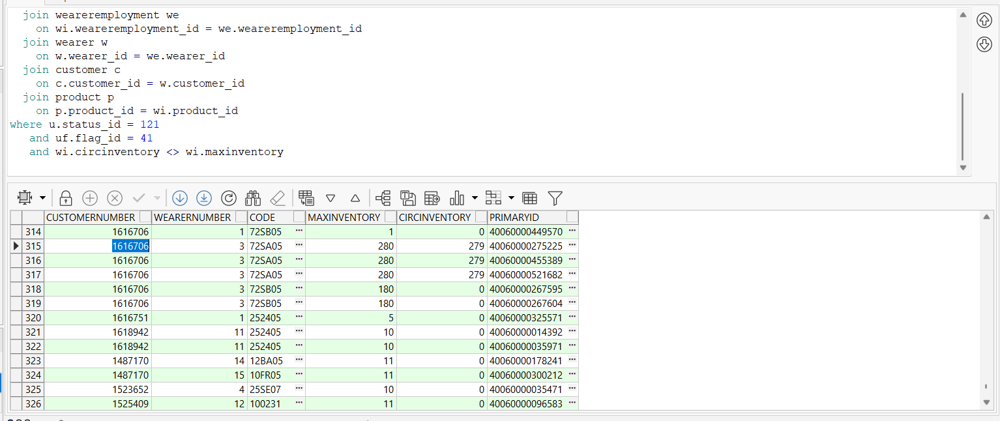 join weareremployment we
on wi.weareremployment_id = we.weareremployment_id
join wearer w
on w.wearer_id = we.wearer_id
join customer c
on c.customer_id = w.customer_id
join product p
on p.product_id = wi.product_id
where u.status_id = 121
and uf.flag_id = 41
and wi.circinventory <> wi.maxinventory
CUSTOMERNUMBER WEARERNUMBER CODE MAXINVENTORY CIRCINVENTORY PRIMARYID
314 1616706 1 72SB05 ... 1 0 40060000449570 ...
315 1616706 3 72SA05 ... 280 279 40060000275225 ...
316 1616706 3 72SA05 ... 280 279 40060000455389 ...
317 1616706 3 72SA05 ... 280 279 40060000521682 ...
318 1616706 3 72SB05 ... 180 0 40060000267595 ...
319 1616706 3 72SB05 ... 180 0 40060000267604 ...
320 1616751 1 252405 ... 5 0 40060000325571 ...
321 1618942 11 252405 ... 10 0 40060000014392 ...
322 1618942 11 252405 ... 10 0 40060000035971 ...
323 1487170 14 12BA05 ... 11 0 40060000178241 ...
324 1487170 15 10FR05 ... 11 0 40060000300212 ...
325 1523652 4 25SE07 ... 10 0 40060000035471 ...
326 1525409 12 100231 ... 11 0 40060000096583 ...